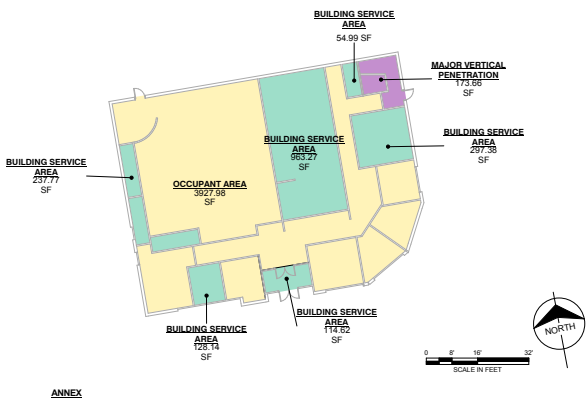 BUILDING SERVICE
AREA
54.99 SF
MAJOR VERTICAL
PENETRATION
173.66
SF
BUILDING SERVICE
AREA
963.27
SF
BUILDING SERVICE
AREA
297.38
SF
BUILDING SERVICE
AREA
237.77
SF
OCCUPANT AREA
3927.98
SF
BUILDING SERVICE
AREA
128.14
SF
BUILDING SERVICE
AREA
114.62
SF
NORTH
0 8' 16' 32'
SCALE IN FEET
ANNEX